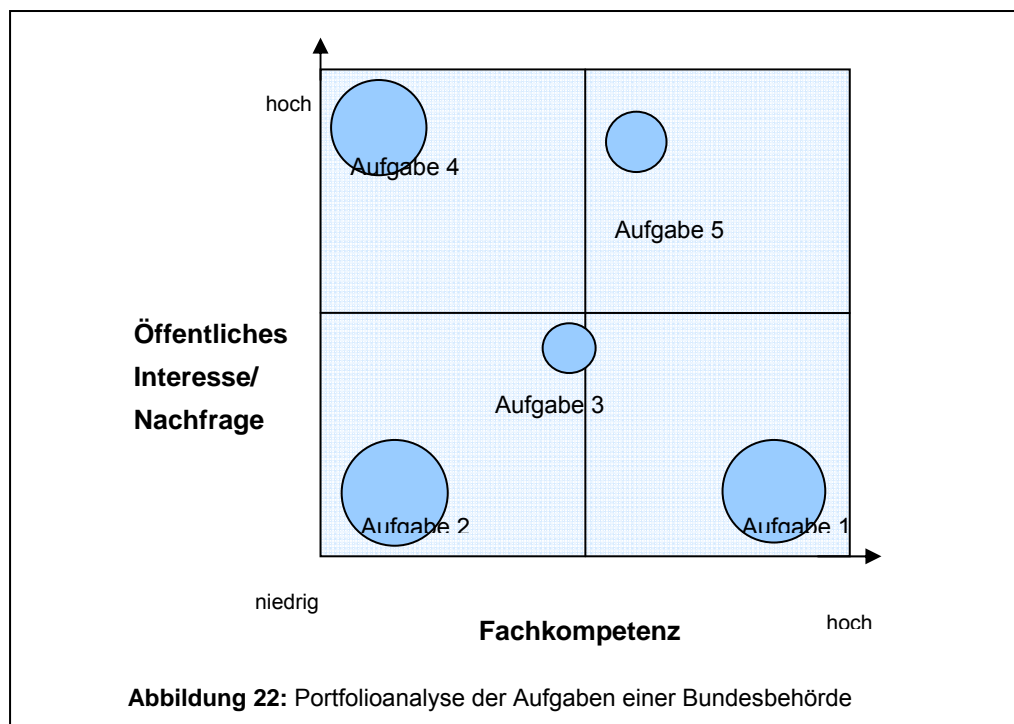 hoch
Aufgabe 4
Aufgabe 5
Öffentliches
Interesse/
Nachfrage
Aufgabe 3
Aufgabe 2
Aufgabe 1
niedrig
Fachkompetenz
hoch
Abbildung 22: Portfolioanalyse der Aufgaben einer Bundesbehörde